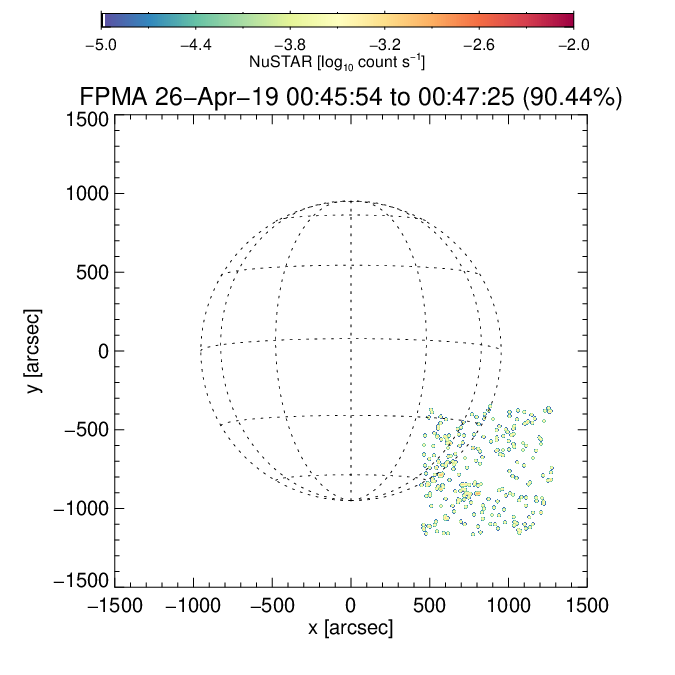 −5.0 −4.4 −3.8 −3.2 −2.6 −2.0
NuSTAR [log₁₀ count s⁻¹]
FPMA 26−Apr−19 00:45:54 to 00:47:25 (90.44%)
1500
1000
500
0
−500
−1000
−1500
y [arcsec]
−1500 −1000 −500 0 500 1000 1500
x [arcsec]